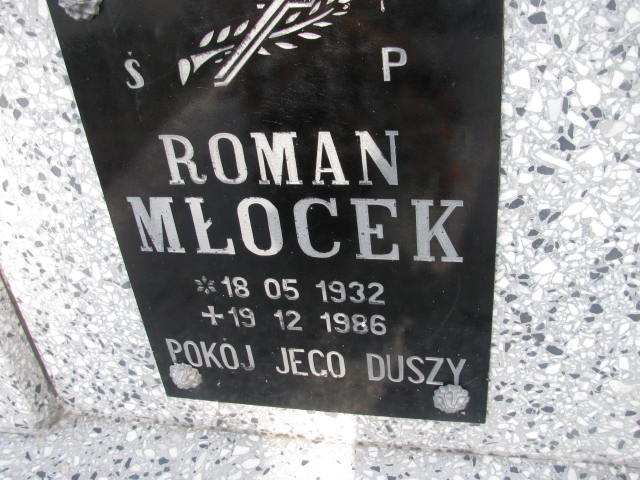 Ś P
ROMAN
MŁOCEK
*18 05 1932
+19 12 1986
POKÓJ JEGO DUSZY